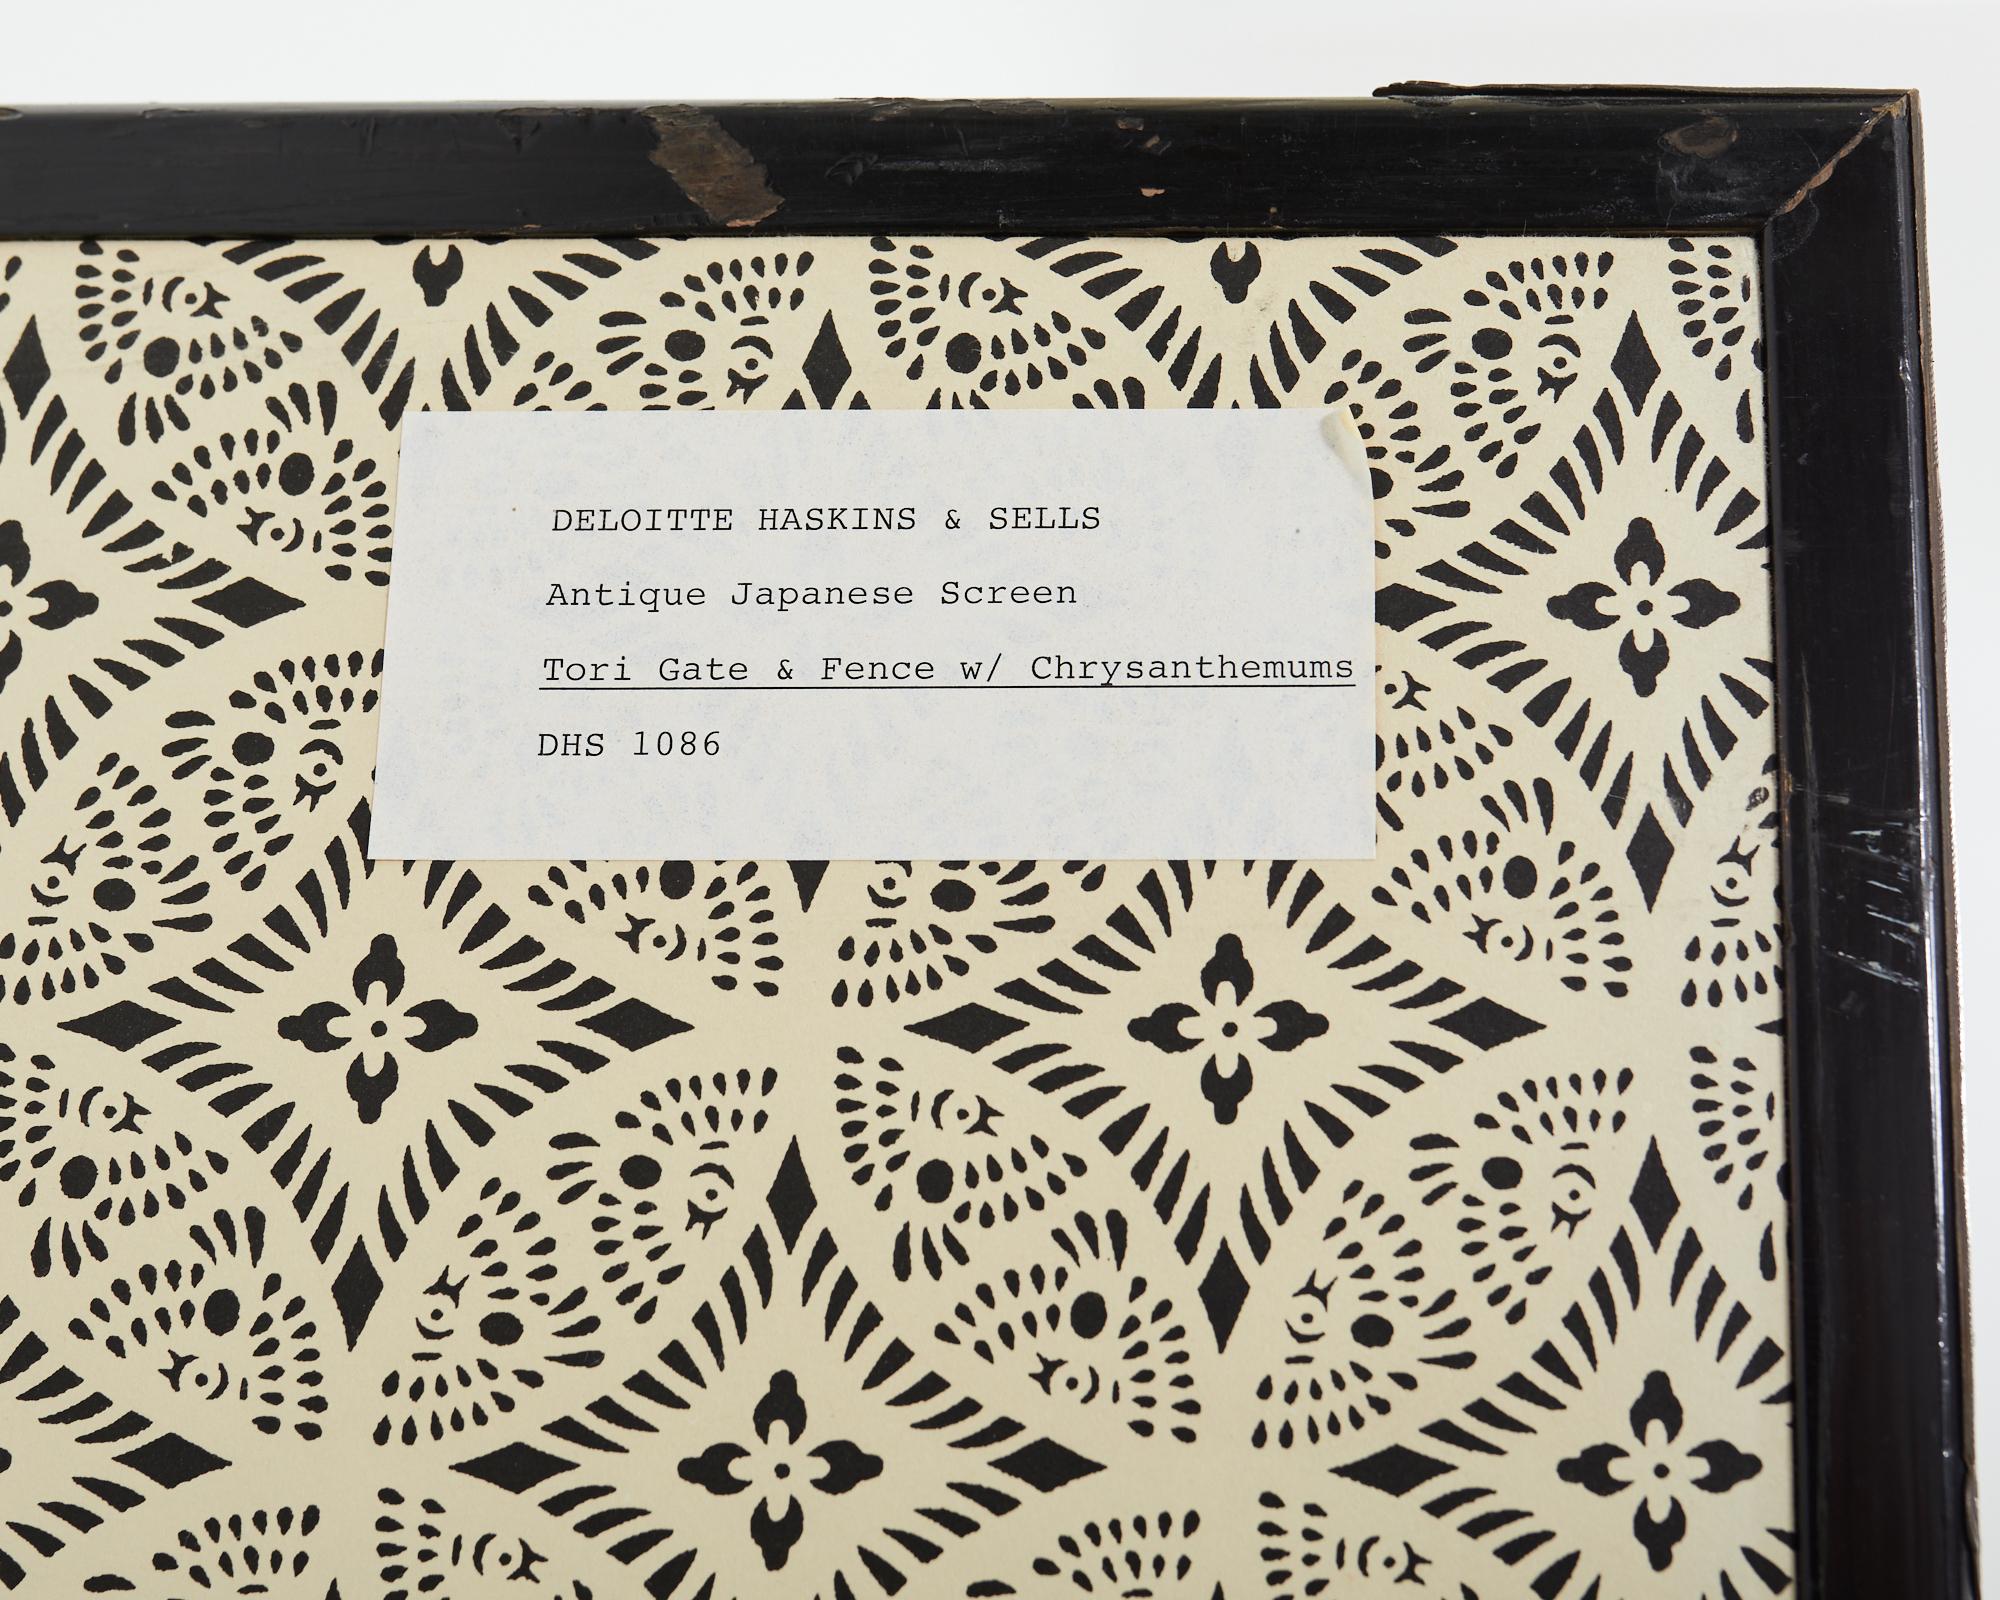 DELOITTE HASKINS & SELLS
Antique Japanese Screen
Tori Gate & Fence w/ Chrysanthemums
DHS 1086